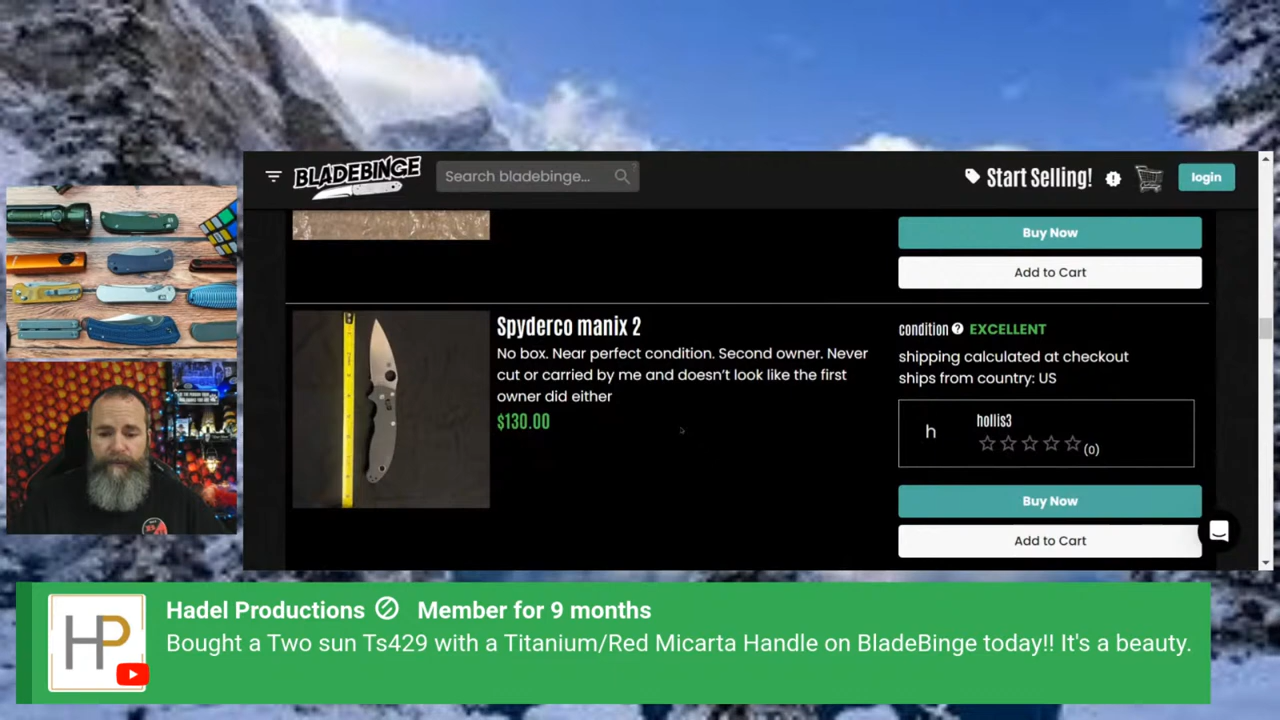 BLADEBINGE
Search bladebinge...
Start Selling!
login
Buy Now
Add to Cart
Spyderco manix 2
No box. Near perfect condition. Second owner. Never
cut or carried by me and doesn't look like the first
owner did either
$130.00
condition ? EXCELLENT
shipping calculated at checkout
ships from country: US
h
hollis3
(0)
Buy Now
Add to Cart
HP
Hadel Productions Member for 9 months
Bought a Two sun Ts429 with a Titanium/Red Micarta Handle on BladeBinge today!! It's a beauty.